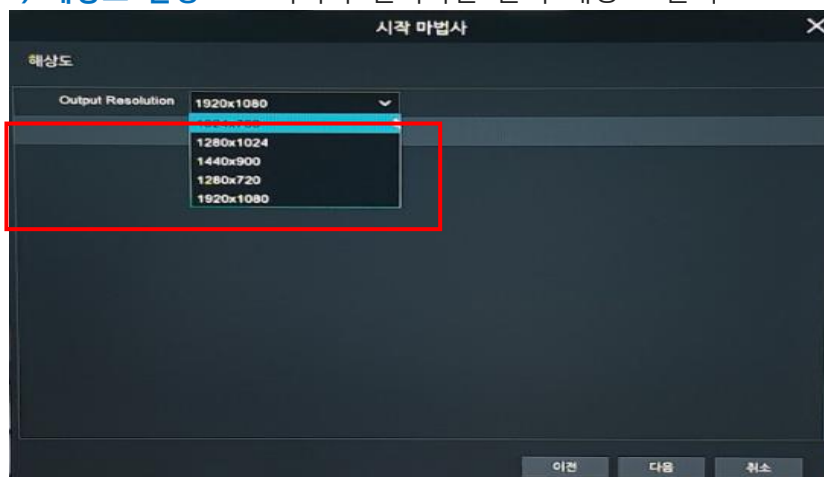 시작 마법사
해상도
Output Resolution 1920x1080
1024x768
1280x1024
1440x900
1280x720
1920x1080
이전 다음 취소